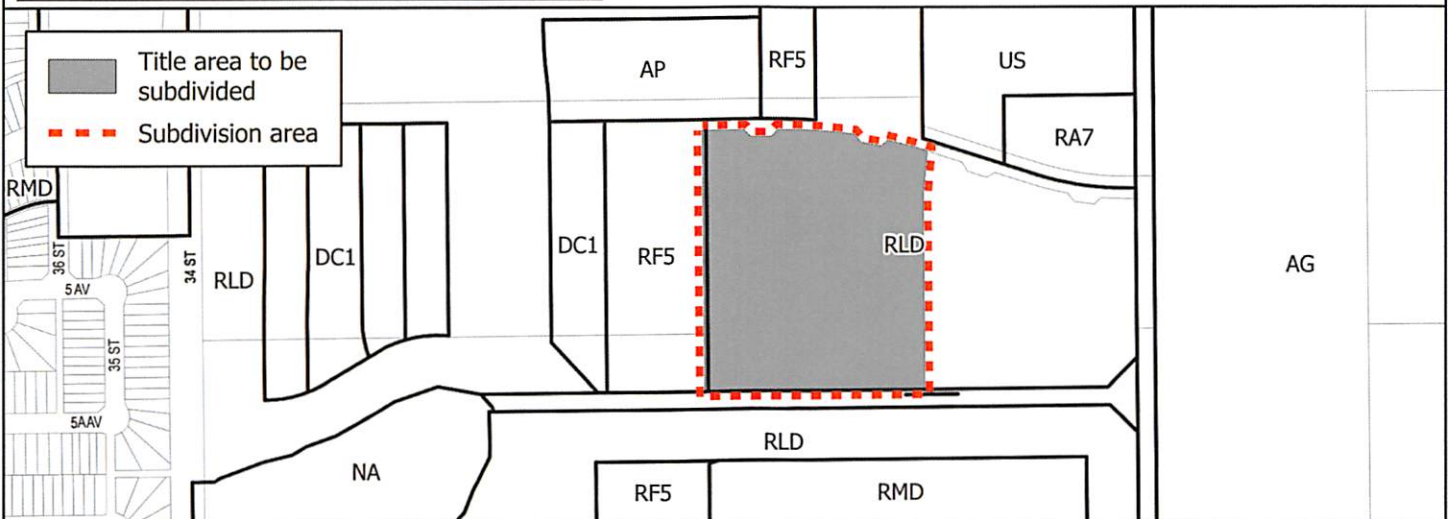 Title area to be
subdivided
Subdivision area
AP
RF5
US
RA7
RMD
36 ST
5 AV
34 ST
RLD
DC1
DC1
RF5
RLD
AG
35 ST
5AAV
NA
RLD
RF5
RMD